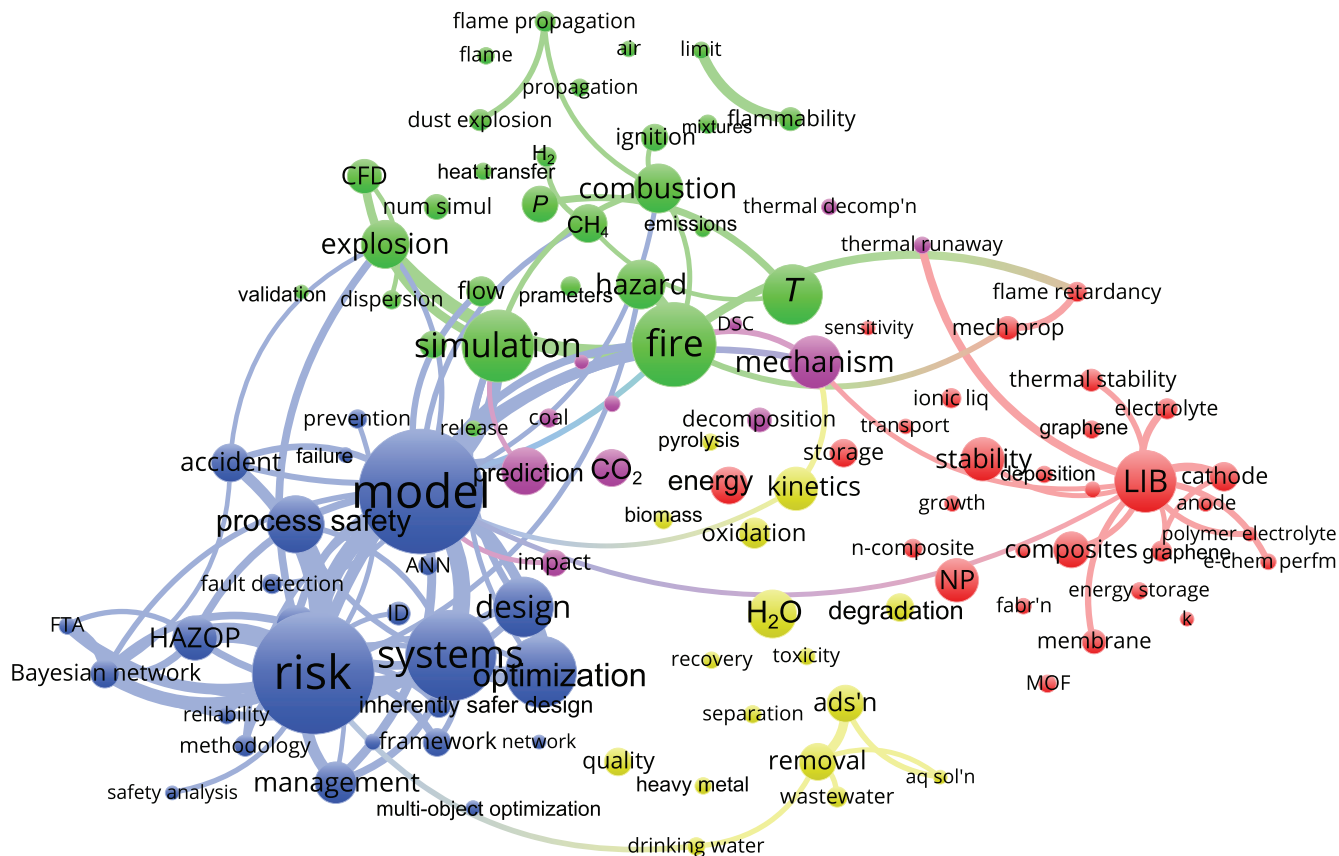 flame propagation
flame
air
limit
propagation
dust explosion
ignition
mixtures
flammability
H₂
CFD
heat transfer
combustion
num simul
P
CH₄
emissions
thermal decomp'n
explosion
thermal runaway
validation
dispersion
flow
prameters
hazard
T
flame retardancy
simulation
fire
DSC
sensitivity
mech prop
mechanism
thermal stability
prevention
release
coal
decomposition
ionic liq
electrolyte
transport
graphene
pyrolysis
accident
failure
model
prediction
CO₂
energy
storage
stability
deposition
LIB
cathode
kinetics
growth
anode
process safety
biomass
oxidation
polymer electrolyte
n-composite
composites
graphene
e-chem perfm
ANN
impact
fault detection
NP
energy storage
FTA
HAZOP
ID
design
H₂O
degradation
fabr'n
k
membrane
Bayesian network
risk
systems
optimization
recovery
toxicity
MOF
reliability
inherently safer design
separation
ads'n
methodology
framework
network
management
quality
removal
heavy metal
aq sol'n
safety analysis
multi-object optimization
wastewater
drinking water